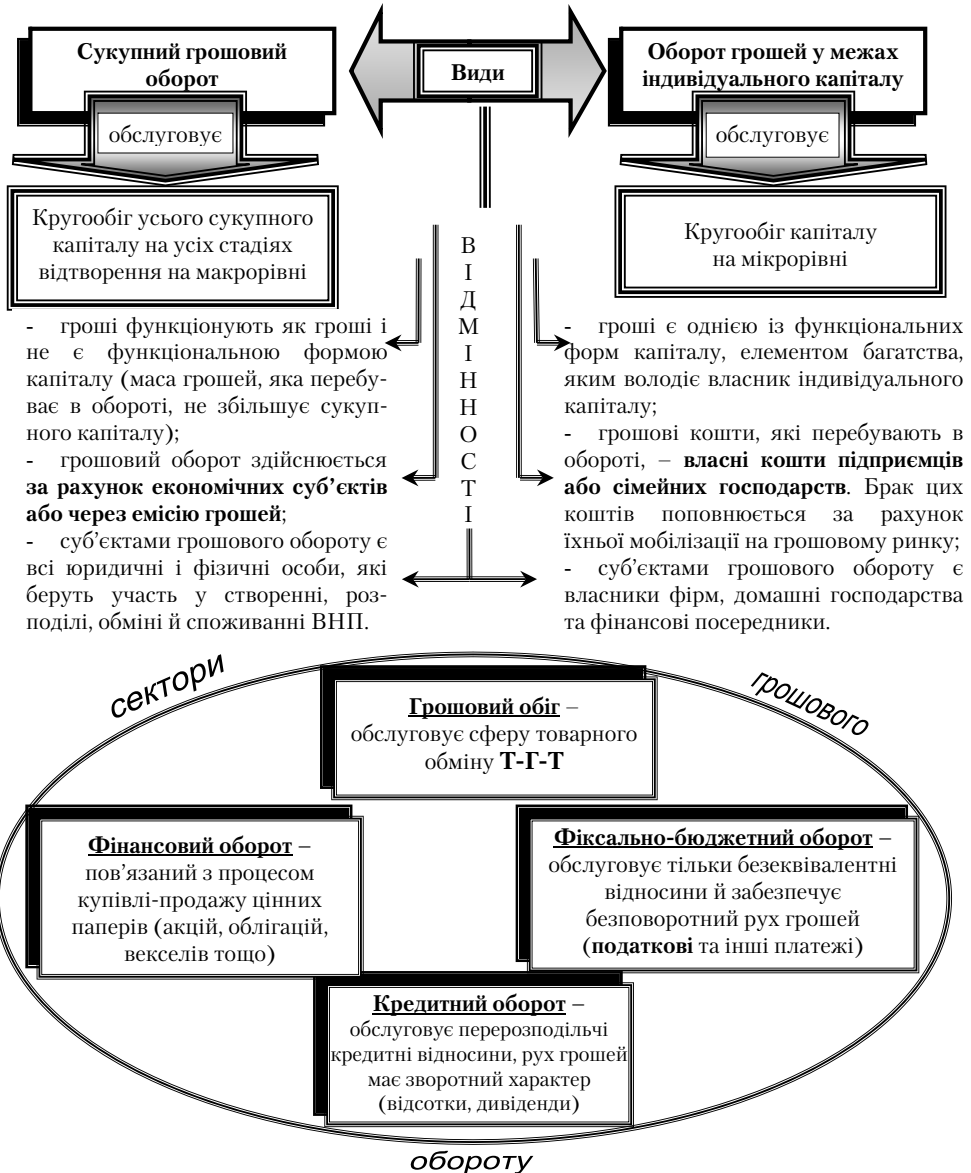 Сукупний грошовий
оборот
Види
Оборот грошей у межах
індивідуального капіталу
обслуговує
обслуговує
Кругообіг усього сукупного
капіталу на усіх стадіях
відтворення на макрорівні
Кругообіг капіталу
на мікрорівні
В
І
Д
М
І
Н
Н
О
С
Т
І
- гроші функціонують як гроші і
не є функціональною формою
капіталу (маса грошей, яка перебу-
ває в обороті, не збільшує сукуп-
ного капіталу);
- грошовий оборот здійснюється
за рахунок економічних суб’єктів
або через емісію грошей;
- суб’єктами грошового обороту є
всі юридичні і фізичні особи, які
беруть участь у створенні, роз-
поділі, обміні й споживанні ВНП.
- гроші є однією із функціональних
форм капіталу, елементом багатства,
яким володіє власник індивідуального
капіталу;
- грошові кошти, які перебувають в
обороті, – власні кошти підприємців
або сімейних господарств. Брак цих
коштів поповнюється за рахунок
їхньої мобілізації на грошовому ринку;
- суб’єктами грошового обороту є
власники фірм, домашні господарства
та фінансові посередники.
сектори
грошового
Грошовий обіг –
обслуговує сферу товарного
обміну Т-Г-Т
Фінансовий оборот –
пов’язаний з процесом
купівлі-продажу цінних
паперів (акцій, облігацій,
векселів тощо)
Фіксально-бюджетний оборот –
обслуговує тільки безеквівалентні
відносини й забезпечує
безповоротний рух грошей
(податкові та інші платежі)
Кредитний оборот –
обслуговує перерозподільчі
кредитні відносини, рух грошей
має зворотний характер
(відсотки, дивіденди)
обороту